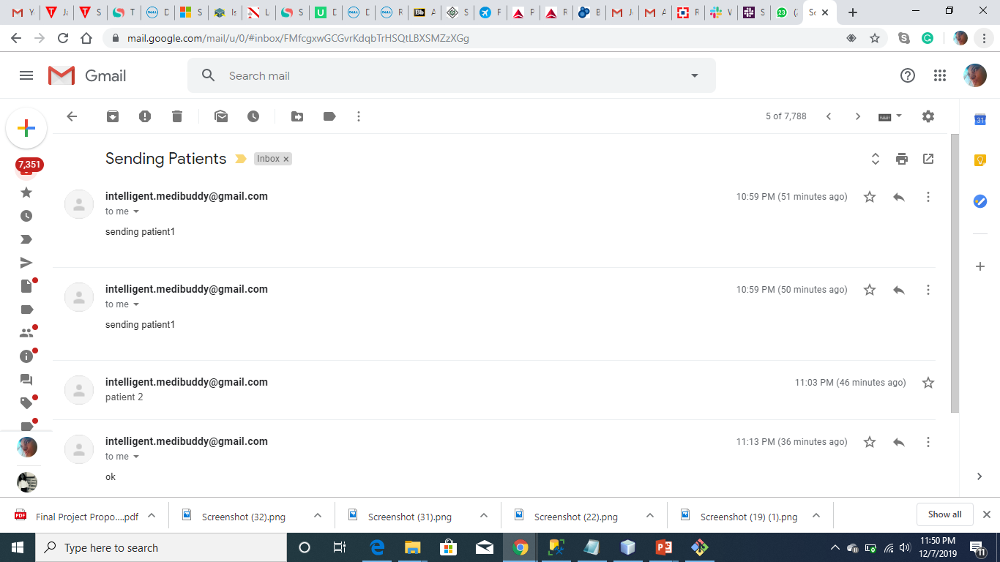 mail.google.com/mail/u/0/#inbox/FMfcgxwGCGvrKdqbTrHSQtLBXSMZzXGg
Gmail
Search mail
5 of 7,788
31
7,351
Sending Patients
Inbox ×
intelligent.medibuddy@gmail.com
10:59 PM (51 minutes ago)
to me
sending patient1
intelligent.medibuddy@gmail.com
10:59 PM (50 minutes ago)
to me
sending patient1
intelligent.medibuddy@gmail.com
11:03 PM (46 minutes ago)
patient 2
intelligent.medibuddy@gmail.com
11:13 PM (36 minutes ago)
to me
ok
Final Project Propo....pdf
Screenshot (32).png
Screenshot (31).png
Screenshot (22).png
Screenshot (19) (1).png
Show all
Type here to search
11:50 PM
12/7/2019
11